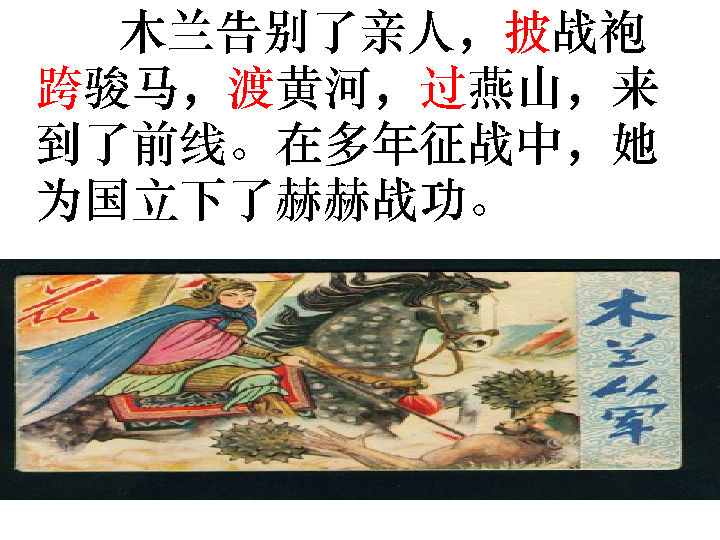 木兰告别了亲人，披战袍
跨骏马，渡黄河，过燕山，来
到了前线。在多年征战中，她
为国立下了赫赫战功。
花
木兰从军